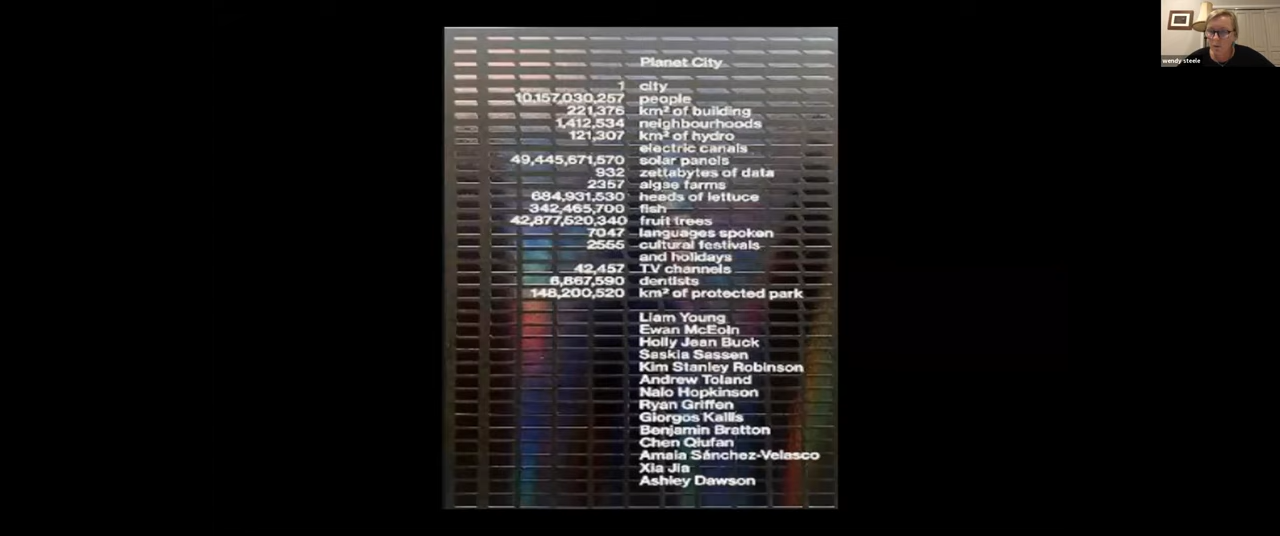 Planet City
1 city
10,157,030,257 people
221,376 km² of building
1,412,534 neighbourhoods
121,307 km² of hydro
electric canals
49,445,671,570 solar panels
932 zettabytes of data
2357 algae farms
684,931,530 heads of lettuce
342,465,700 fish
42,877,520,340 fruit trees
7047 languages spoken
2555 cultural festivals
and holidays
42,457 TV channels
6,867,590 dentists
148,200,520 km² of protected park
Liam Young
Ewan McEoin
Holly Jean Buck
Saskia Sassen
Kim Stanley Robinson
Andrew Toland
Nalo Hopkinson
Ryan Griffen
Giorgos Kallis
Benjamin Bratton
Chen Qiufan
Amaia Sánchez-Velasco
Xia Jia
Ashley Dawson
wendy steele